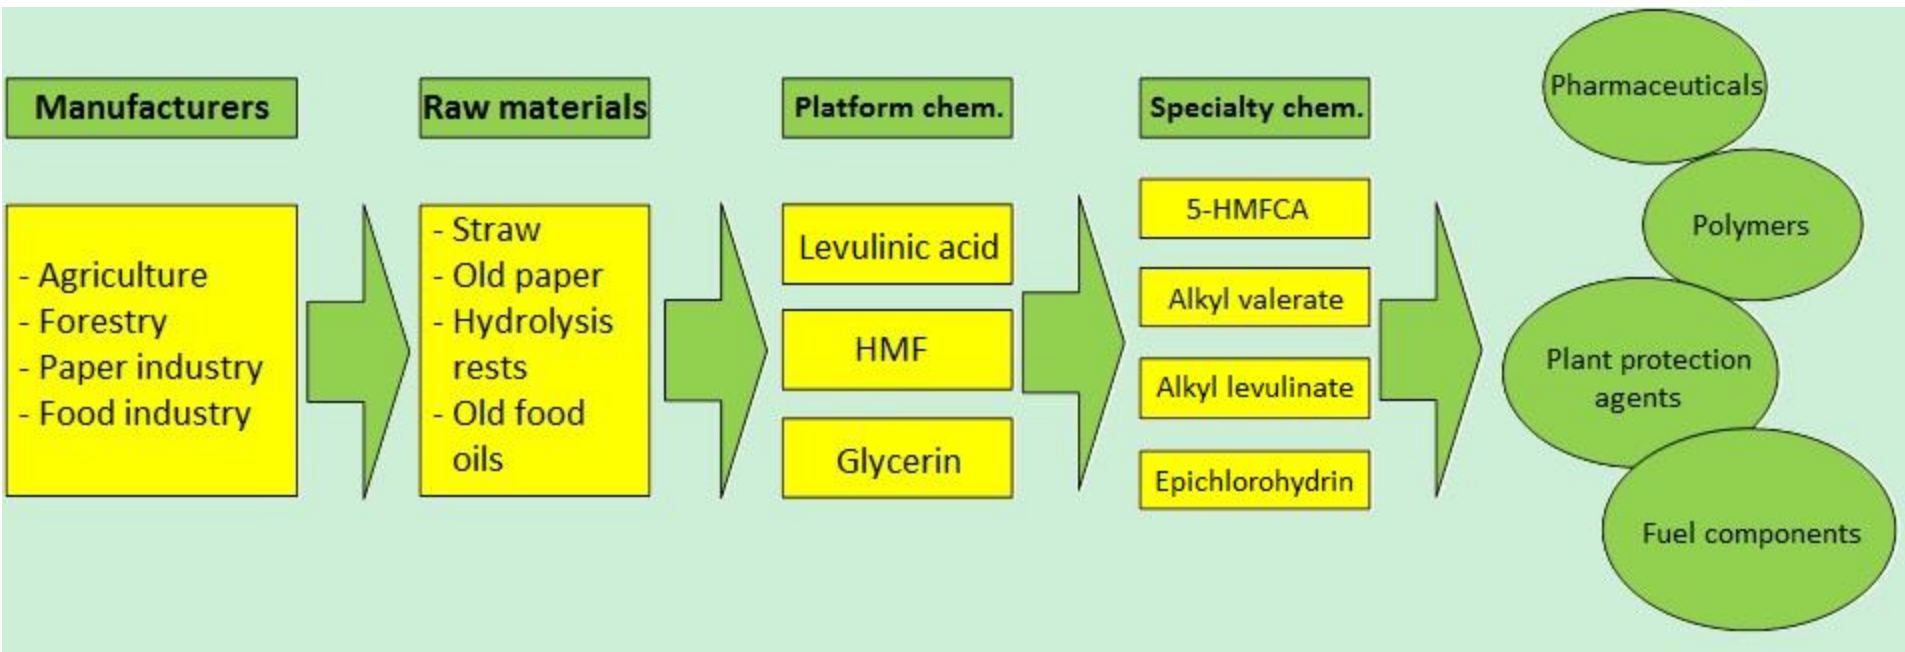 Manufacturers
- Agriculture
- Forestry
- Paper industry
- Food industry
Raw materials
- Straw
- Old paper
- Hydrolysis
rests
- Old food
oils
Platform chem.
Levulinic acid
HMF
Glycerin
Specialty chem.
5-HMFCA
Alkyl valerate
Alkyl levulinate
Epichlorohydrin
Pharmaceuticals
Polymers
Plant protection
agents
Fuel components